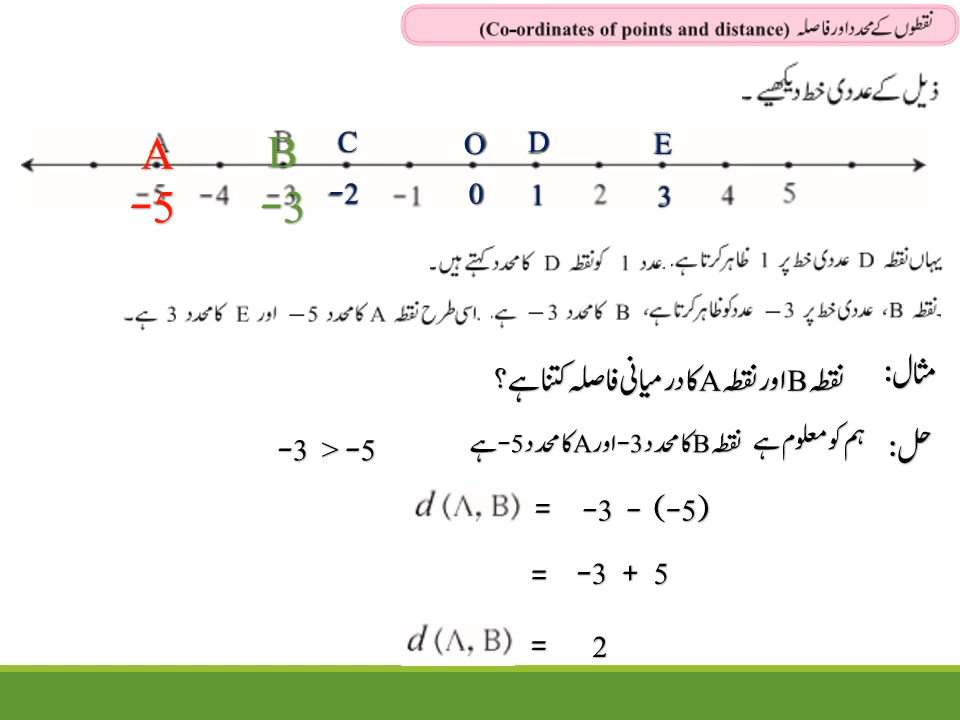 نقطوں کے محدد اور فاصلہ (Co-ordinates of points and distance)
ذیل کے عددی خط دیکھیے ۔
A B C O D E
A B
−5 −4 −3 −2 −1 0 1 2 3 4 5
−5 −3
یہاں نقطہ D عددی خط پر 1 ظاہر کرتا ہے۔ عدد 1 کو نقطہ D کا محدد کہتے ہیں۔
نقطہ B، عددی خط پر −3 عدد کو ظاہر کرتا ہے، B کا محدد −3 ہے۔ اسی طرح نقطہ A کا محدد −5 اور E کا محدد 3 ہے۔
مثال: نقطہ B اور نقطہ A کا درمیانی فاصلہ کتنا ہے؟
حل: ہم کو معلوم ہے نقطہ B کا محدد -3 اور A کا محدد -5 ہے -3 > -5
d (A, B) = -3 - (-5)
= -3 + 5
d (A, B) = 2